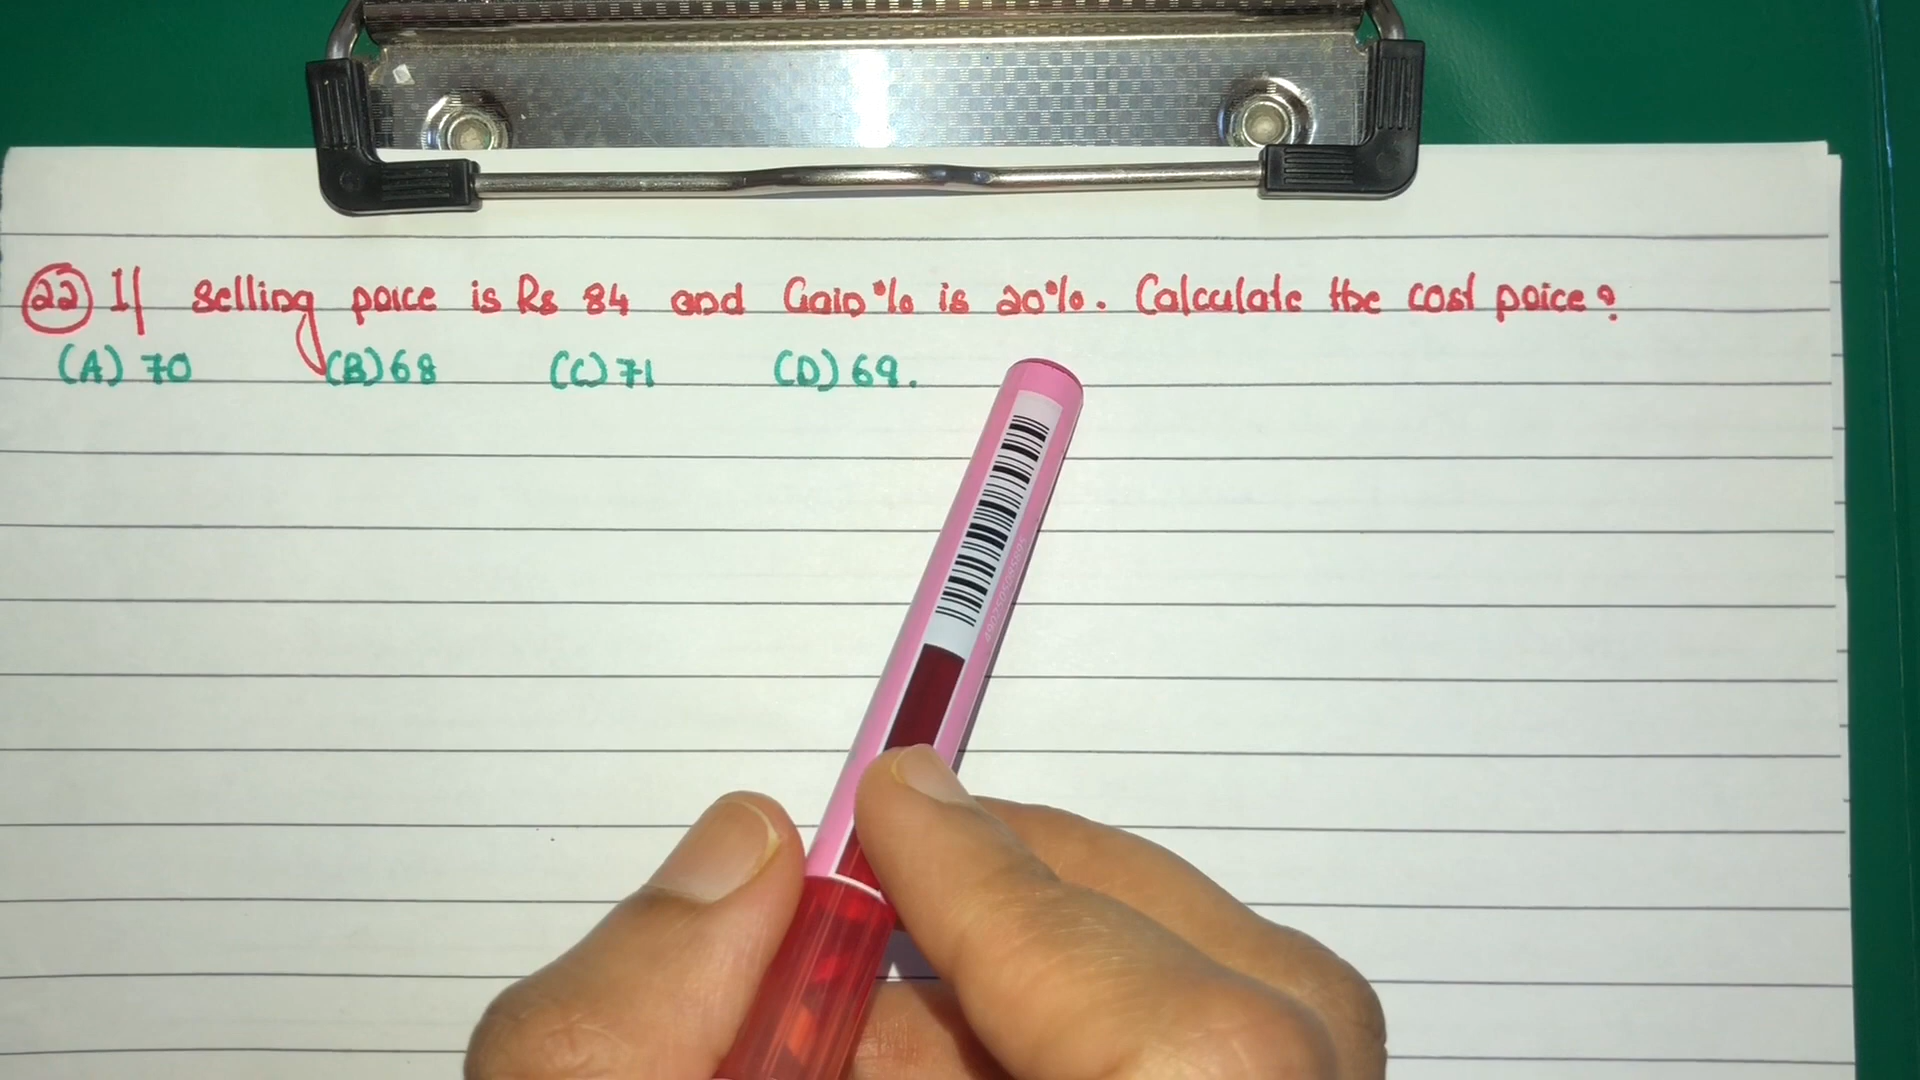 22 If selling price is Rs 84 and Gain% is 20%. Calculate the cost price?
(A) 70 (B) 68 (C) 71 (D) 69.